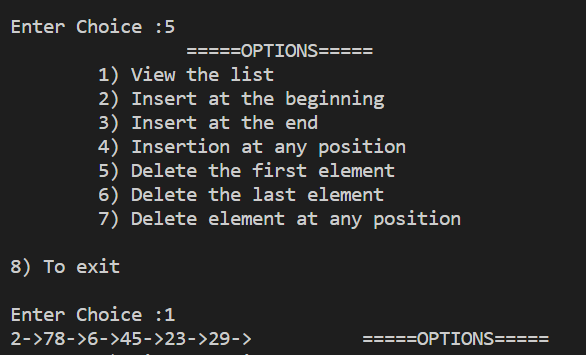 Enter Choice :5
=====OPTIONS=====
1) View the list
2) Insert at the beginning
3) Insert at the end
4) Insertion at any position
5) Delete the first element
6) Delete the last element
7) Delete element at any position
8) To exit
Enter Choice :1
2->78->6->45->23->29-> =====OPTIONS=====